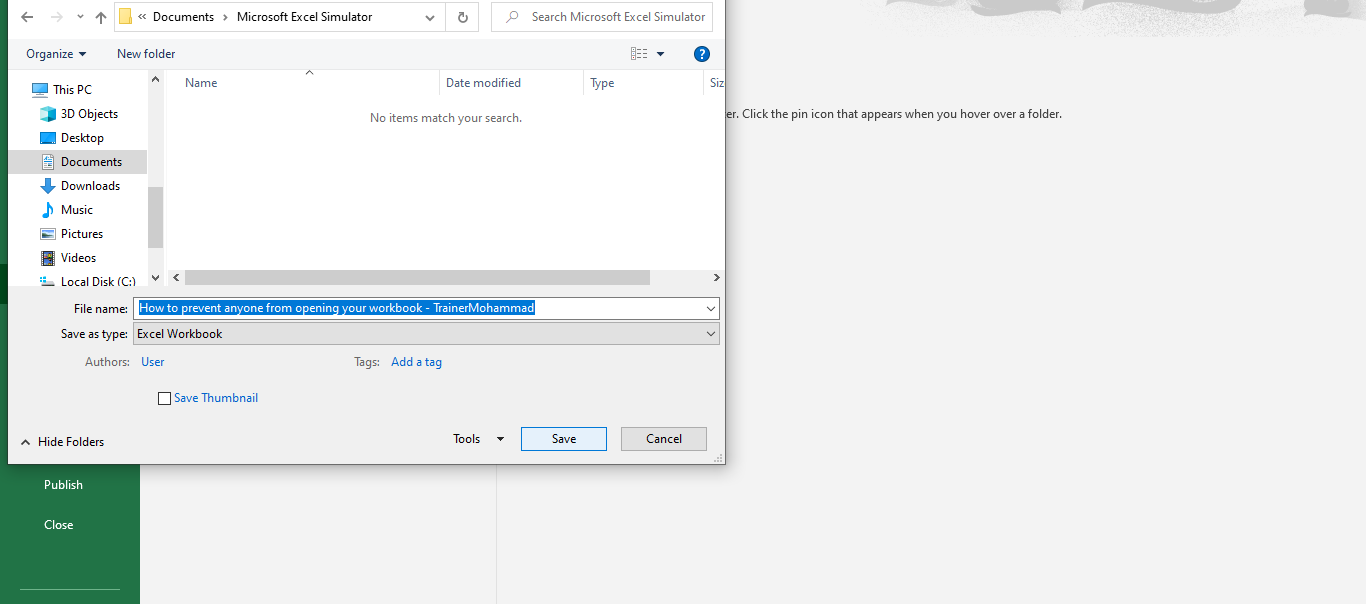 « Documents › Microsoft Excel Simulator
Search Microsoft Excel Simulator
Organize
New folder
?
This PC
3D Objects
Desktop
Documents
Downloads
Music
Pictures
Videos
Local Disk (C:)
Name
Date modified
Type
Siz
No items match your search.
er. Click the pin icon that appears when you hover over a folder.
File name: How to prevent anyone from opening your workbook - TrainerMohammad
Save as type: Excel Workbook
Authors: User
Tags: Add a tag
Save Thumbnail
Hide Folders
Tools
Save
Cancel
Publish
Close